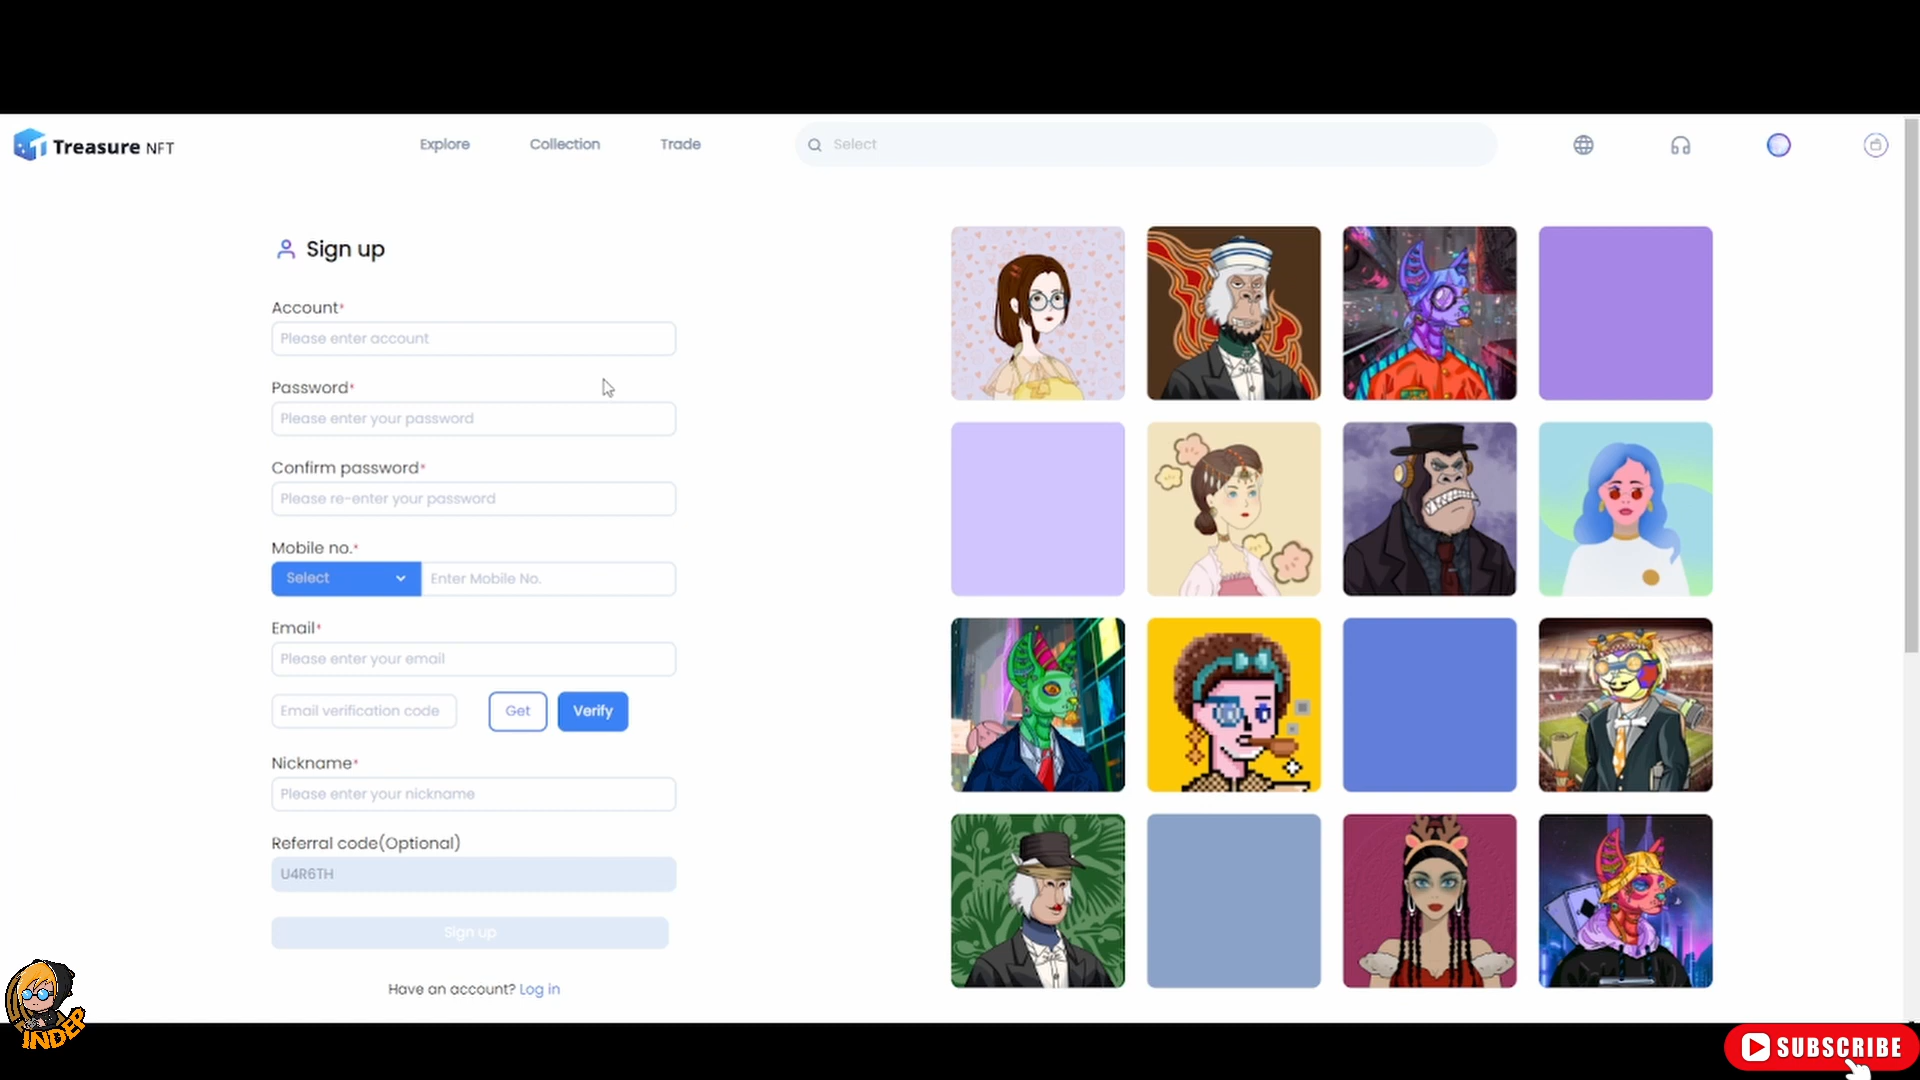 Treasure NFT
Explore
Collection
Trade
Select
Sign up
Account*
Please enter account
Password*
Please enter your password
Confirm password*
Please re-enter your password
Mobile no.*
Select
Enter Mobile No.
Email*
Please enter your email
Email verification code
Get
Verify
Nickname*
Please enter your nickname
Referral code(Optional)
U4R6TH
Sign up
Have an account? Log in
INDEP
SUBSCRIBE